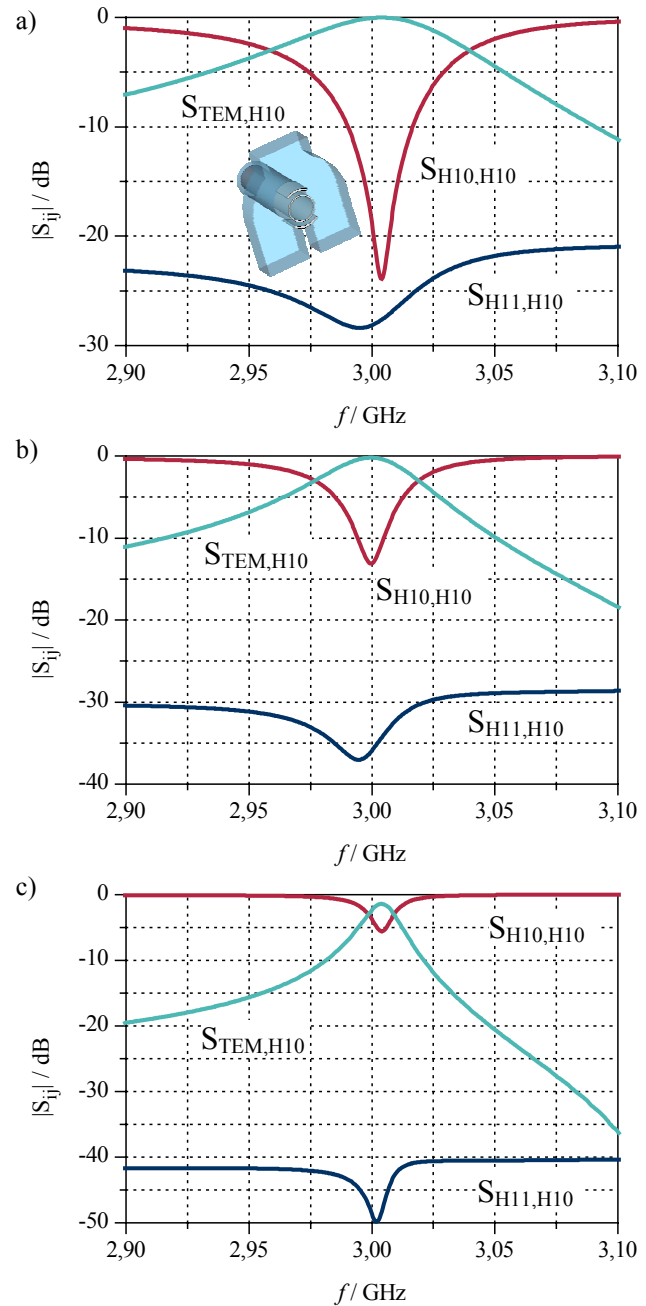 a)
0
-10
-20
-30
|S_ij| / dB
S_TEM,H10
S_H10,H10
S_H11,H10
2,90 2,95 3,00 3,05 3,10
f / GHz
b)
0
-10
-20
-30
-40
|S_ij| / dB
S_TEM,H10
S_H10,H10
S_H11,H10
2,90 2,95 3,00 3,05 3,10
f / GHz
c)
0
-10
-20
-30
-40
-50
|S_ij| / dB
S_H10,H10
S_TEM,H10
S_H11,H10
2,90 2,95 3,00 3,05 3,10
f / GHz